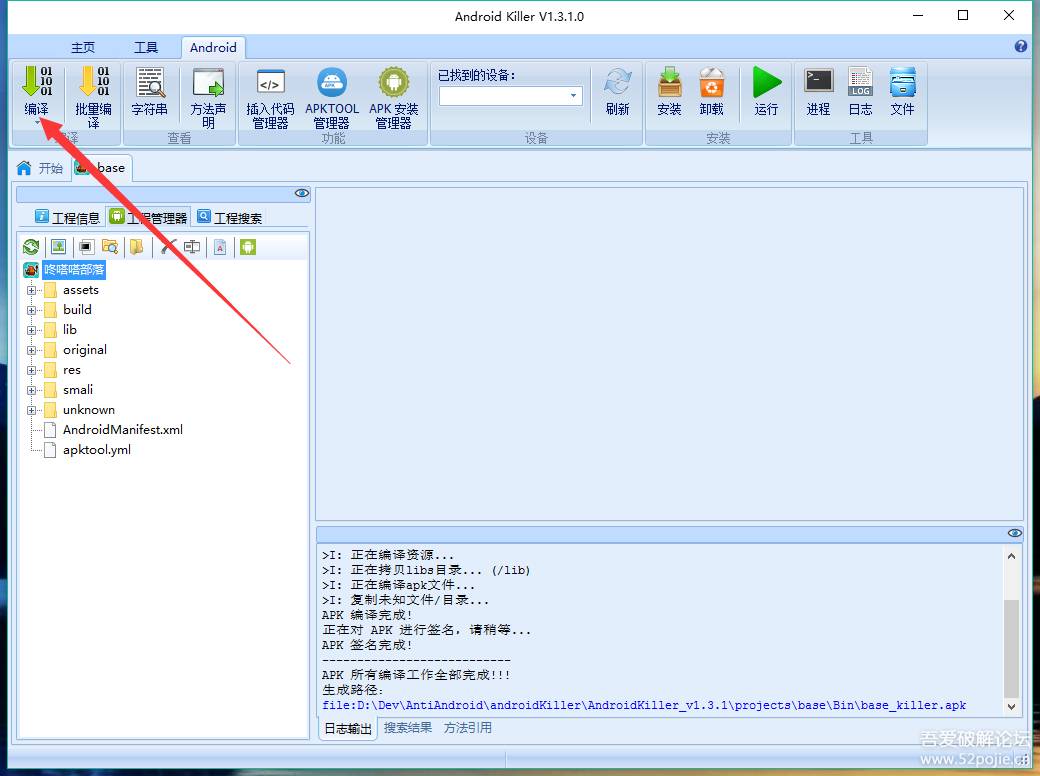 Android Killer V1.3.1.0
主页 工具 Android
编译 批量编译 字符串 方法声明 插入代码管理器 APKTOOL管理器 APK 安装管理器 已找到的设备: 刷新 安装 卸载 运行 进程 日志 文件
译 查看 功能 设备 安装 工具
开始 base
工程信息 工程管理器 工程搜索
咚嗒嗒部落
assets
build
lib
original
res
smali
unknown
AndroidManifest.xml
apktool.yml
>I: 正在编译资源...
>I: 正在拷贝libs目录... (/lib)
>I: 正在编译apk文件...
>I: 复制未知文件/目录...
APK 编译完成!
正在对 APK 进行签名，请稍等...
APK 签名完成!
---------------------------
APK 所有编译工作全部完成!!!
生成路径:
file:D:\Dev\AntiAndroid\androidKiller\AndroidKiller_v1.3.1\projects\base\Bin\base_killer.apk
日志输出 搜索结果 方法引用
吾爱破解论坛
www.52pojie.cn